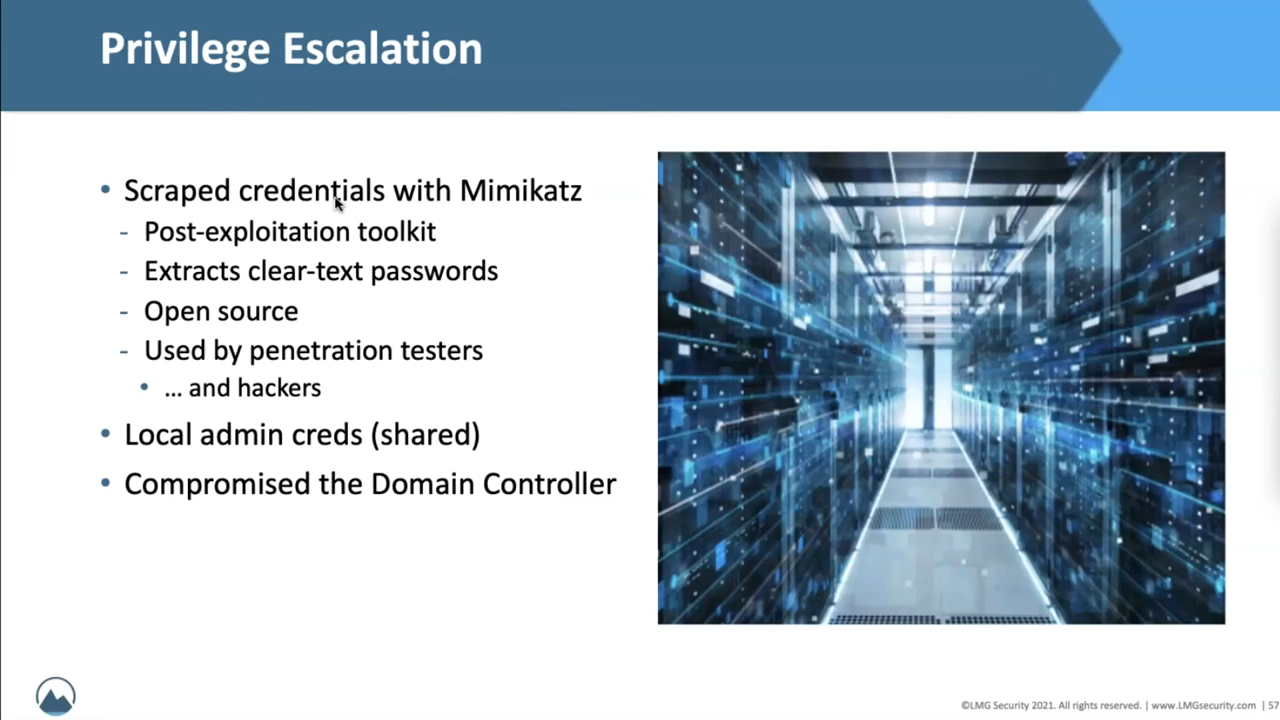 Privilege Escalation
• Scraped credentials with Mimikatz
- Post-exploitation toolkit
- Extracts clear-text passwords
- Open source
- Used by penetration testers
• ... and hackers
• Local admin creds (shared)
• Compromised the Domain Controller
©LMG Security 2021. All rights reserved. | www.LMGsecurity.com | 57